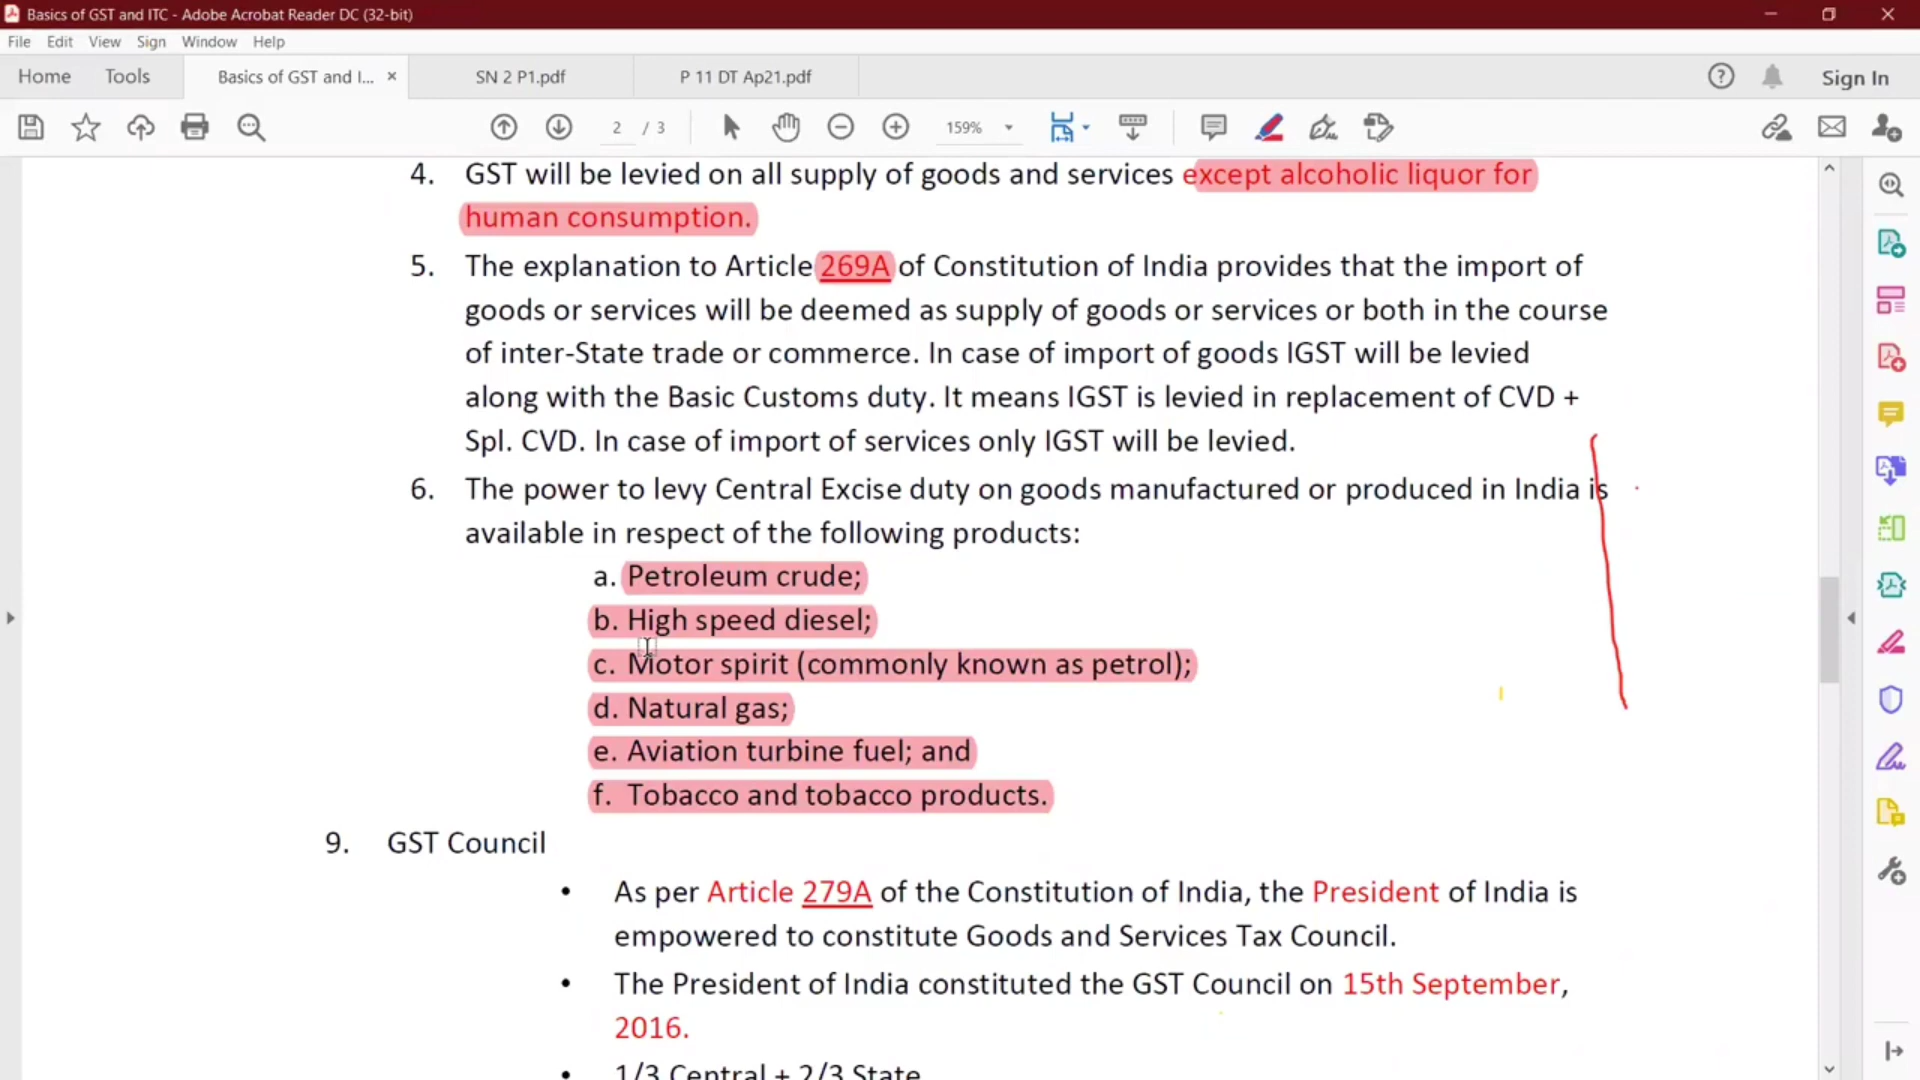 Basics of GST and ITC - Adobe Acrobat Reader DC (32-bit)
File Edit View Sign Window Help
Home Tools Basics of GST and I... × SN 2 P1.pdf P 11 DT Ap21.pdf Sign In
2 / 3 159%
4. GST will be levied on all supply of goods and services except alcoholic liquor for
human consumption.
5. The explanation to Article 269A of Constitution of India provides that the import of
goods or services will be deemed as supply of goods or services or both in the course
of inter-State trade or commerce. In case of import of goods IGST will be levied
along with the Basic Customs duty. It means IGST is levied in replacement of CVD +
Spl. CVD. In case of import of services only IGST will be levied.
6. The power to levy Central Excise duty on goods manufactured or produced in India is
available in respect of the following products:
a. Petroleum crude;
b. High speed diesel;
c. Motor spirit (commonly known as petrol);
d. Natural gas;
e. Aviation turbine fuel; and
f. Tobacco and tobacco products.
9. GST Council
• As per Article 279A of the Constitution of India, the President of India is
empowered to constitute Goods and Services Tax Council.
• The President of India constituted the GST Council on 15th September,
2016.
• 1/3 Central + 2/3 State